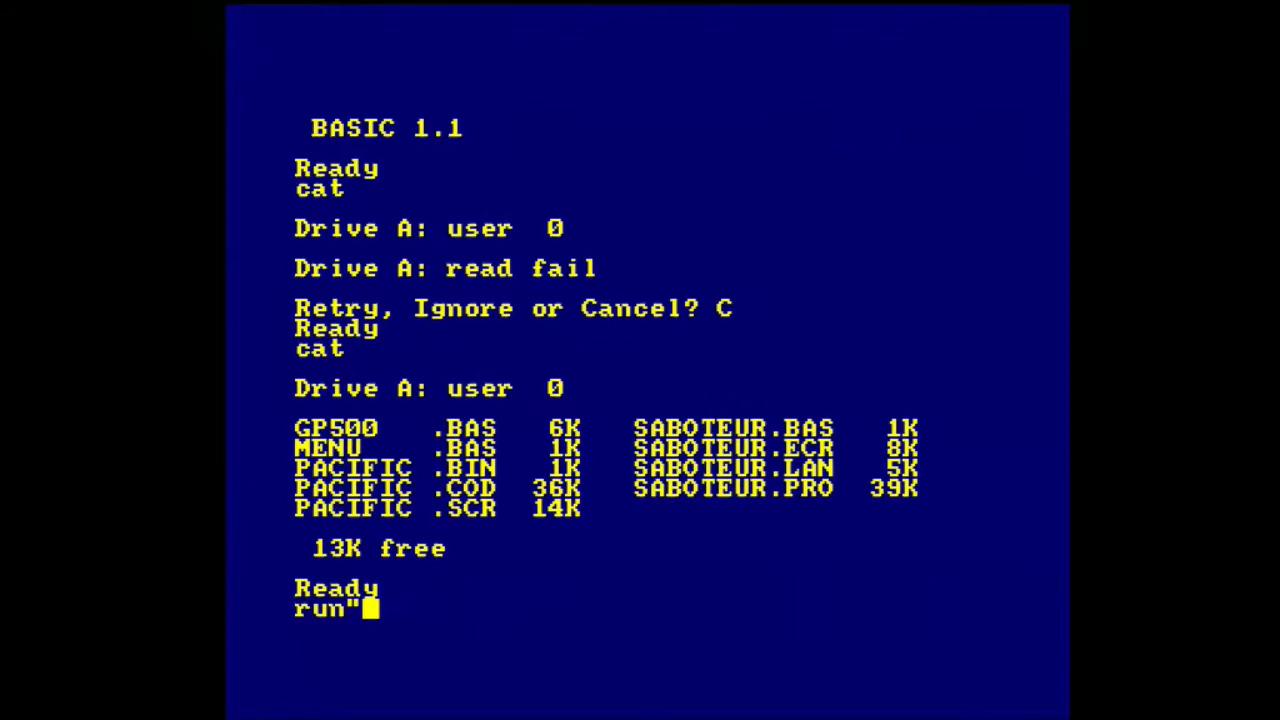 BASIC 1.1
Ready
cat
Drive A: user  0
Drive A: read fail
Retry, Ignore or Cancel? C
Ready
cat
Drive A: user  0
GP500   .BAS   6K   SABOTEUR.BAS   1K
MENU    .BAS   1K   SABOTEUR.ECR   8K
PACIFIC .BIN   1K   SABOTEUR.LAN   5K
PACIFIC .COD  36K   SABOTEUR.PRO  39K
PACIFIC .SCR  14K
13K free
Ready
run"